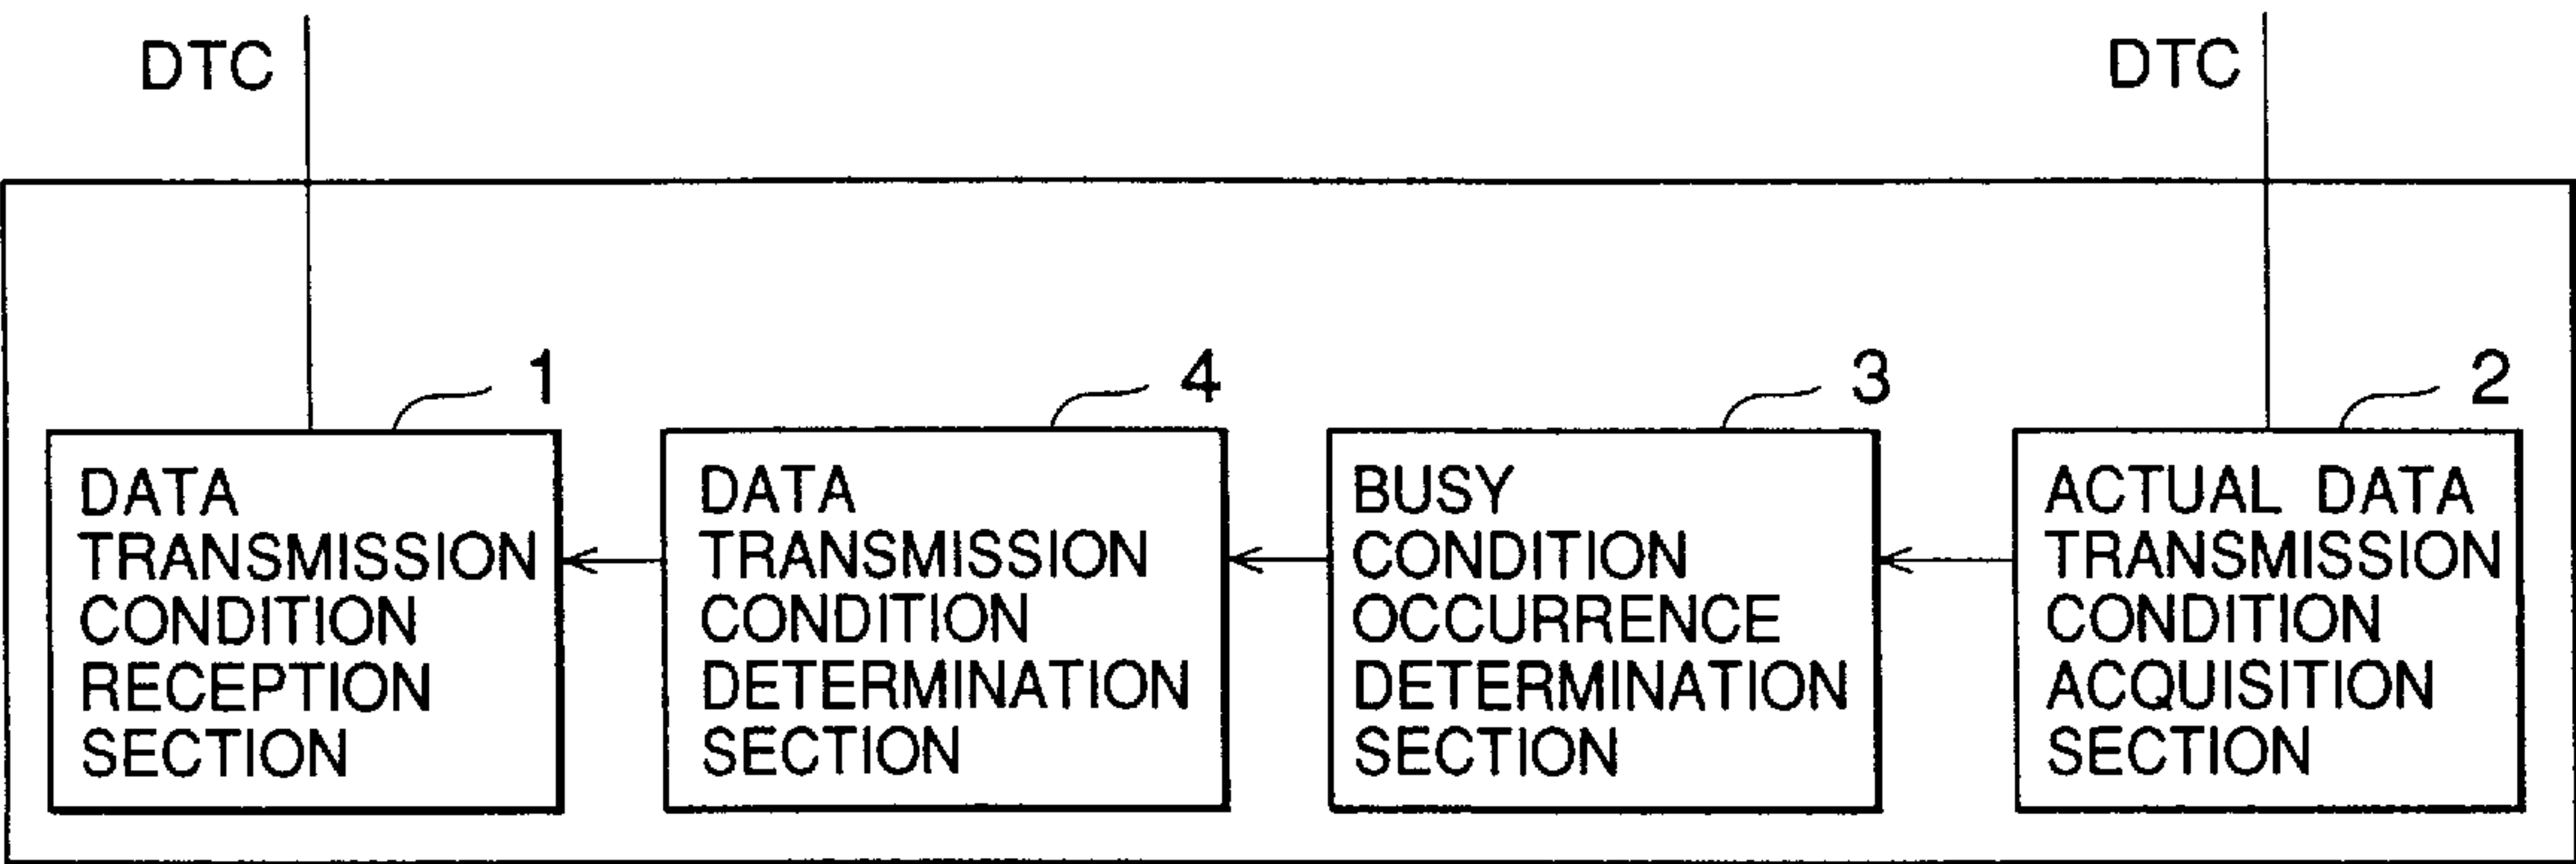 DTC
DTC
1
4
3
2
DATA
TRANSMISSION
CONDITION
RECEPTION
SECTION
DATA
TRANSMISSION
CONDITION
DETERMINATION
SECTION
BUSY
CONDITION
OCCURRENCE
DETERMINATION
SECTION
ACTUAL DATA
TRANSMISSION
CONDITION
ACQUISITION
SECTION